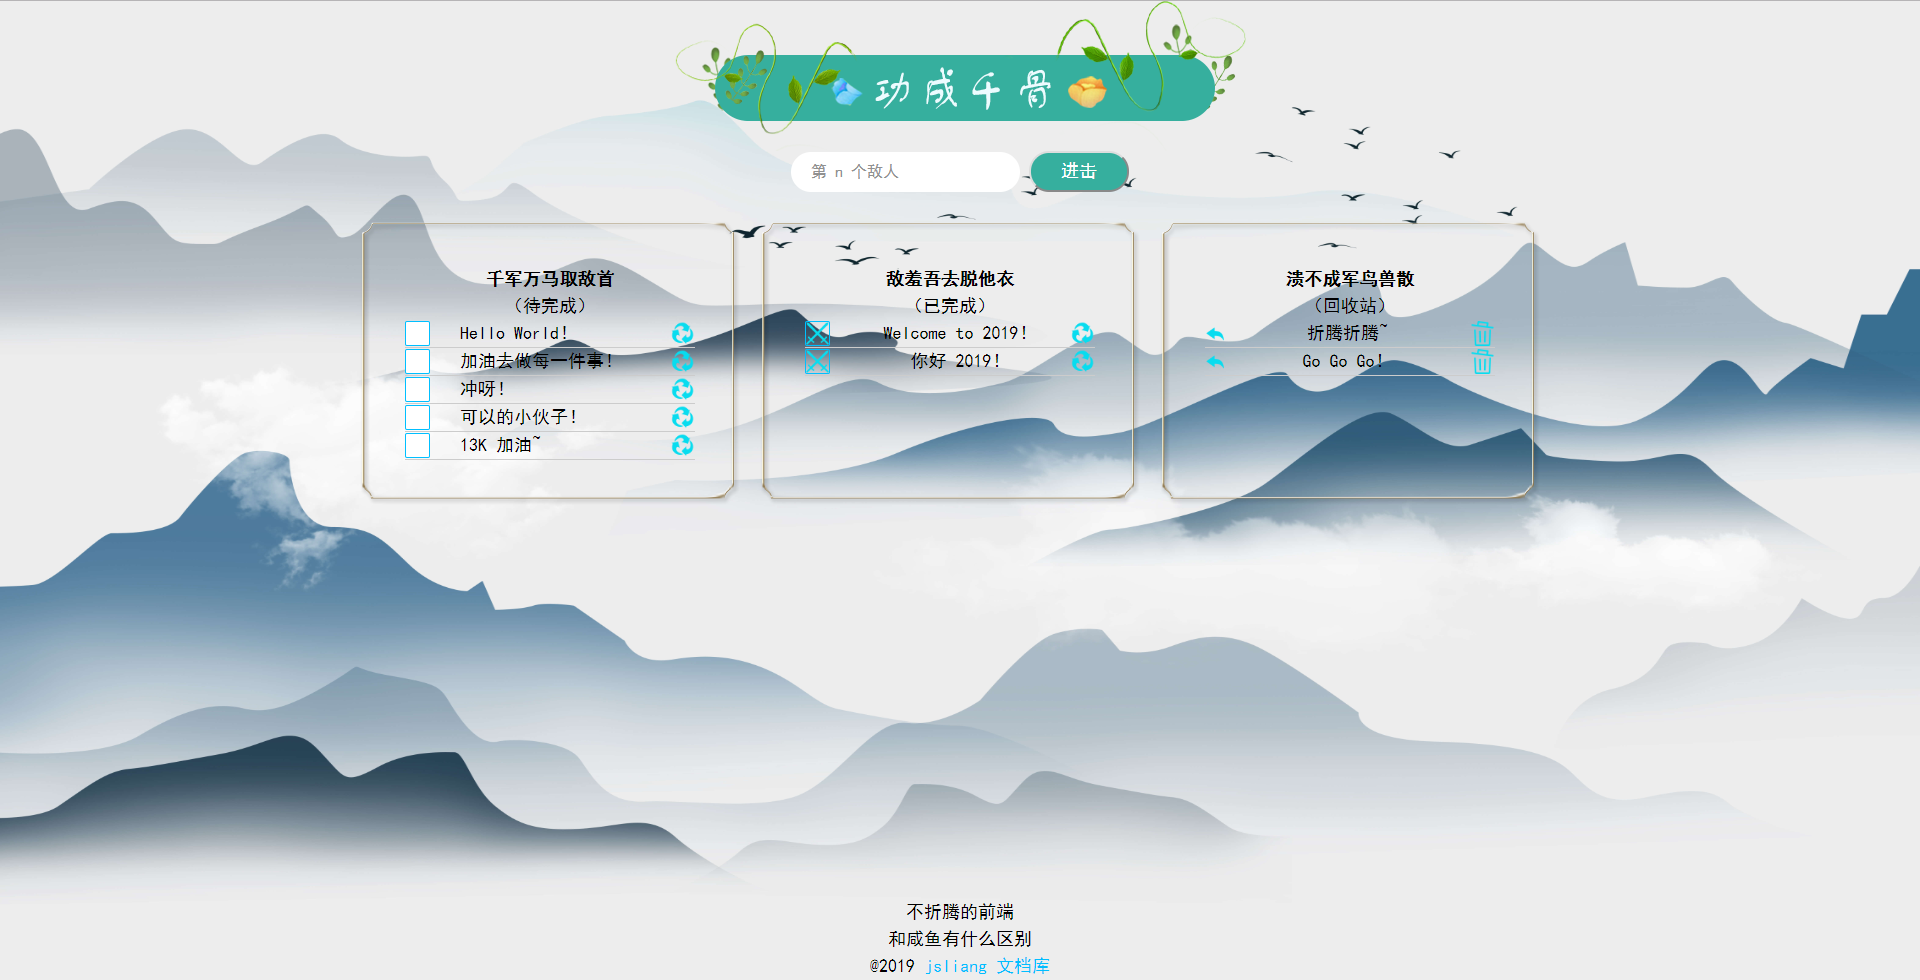 功成千骨
第 n 个敌人
进击
千军万马取敌首
（待完成）
Hello World!
加油去做每一件事!
冲呀!
可以的小伙子!
13K 加油~
敌羞吾去脱他衣
（已完成）
Welcome to 2019!
你好 2019!
溃不成军鸟兽散
（回收站）
折腾折腾~
Go Go Go!
不折腾的前端
和咸鱼有什么区别
@2019 jsliang 文档库